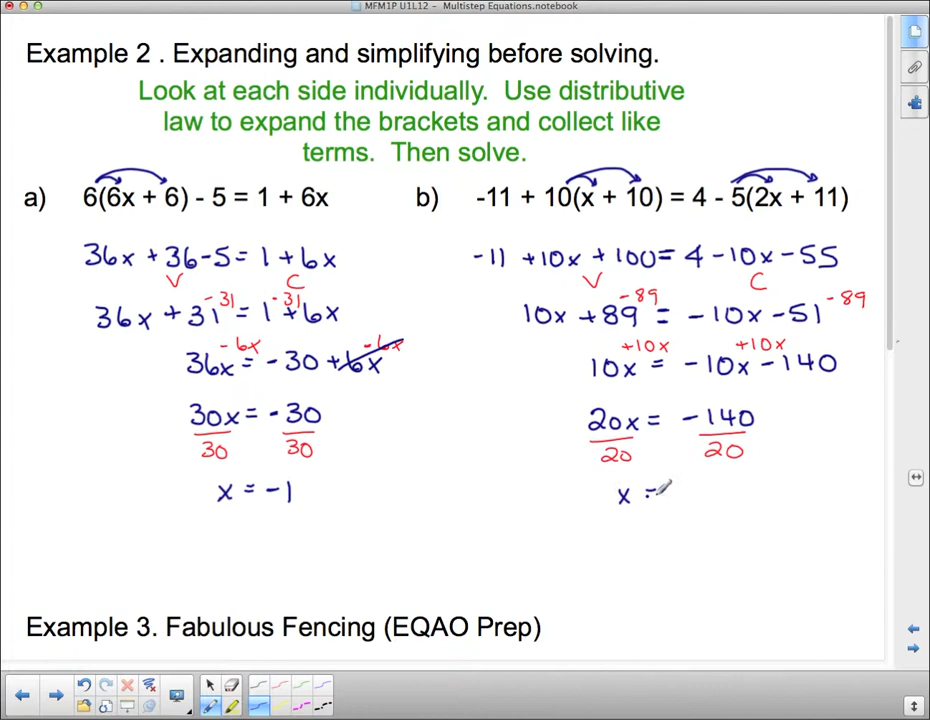 MFM1P U1L12 - Multistep Equations.notebook
Example 2 . Expanding and simplifying before solving.
Look at each side individually. Use distributive
law to expand the brackets and collect like
terms. Then solve.
a) 6(6x + 6) - 5 = 1 + 6x
36x + 36 - 5 = 1 + 6x
V C
36x + 31 - 31 = 1 - 31 + 6x
36x - 6x = - 30 + 6x - 6x
30x = - 30
30 30
x = - 1
b) -11 + 10(x + 10) = 4 - 5(2x + 11)
-11 + 10x + 100 = 4 - 10x - 55
V C
10x + 89 - 89 = - 10x - 51 - 89
+10x +10x
10x = - 10x - 140
20x = - 140
20 20
x =
Example 3. Fabulous Fencing (EQAO Prep)